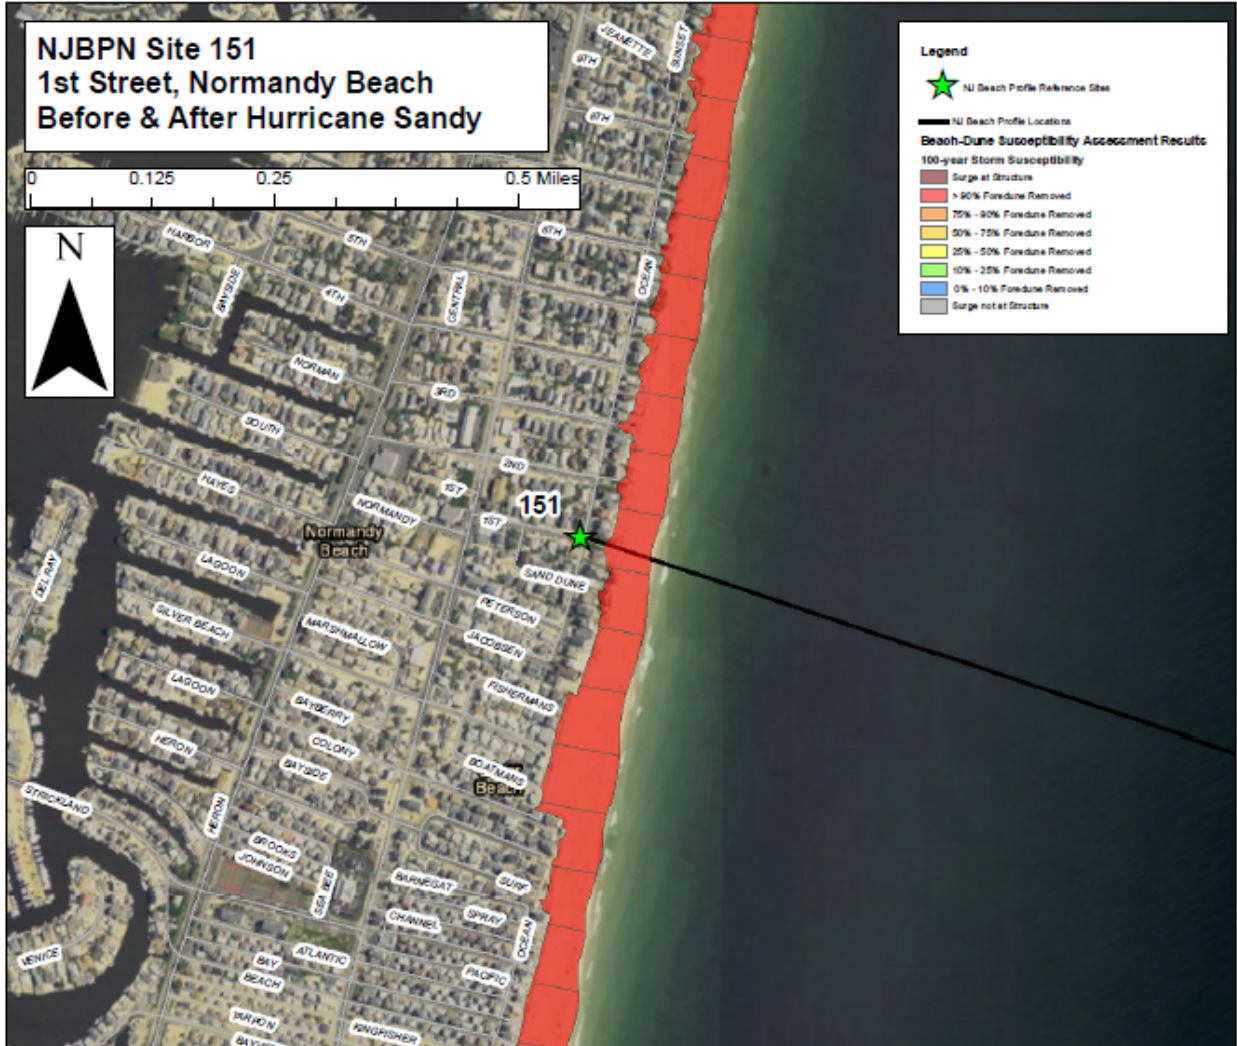 NJBPN Site 151
1st Street, Normandy Beach
Before & After Hurricane Sandy
0 0.125 0.25 0.5 Miles
N
Legend
NJ Beach Profile Reference Sites
NJ Beach Profile Locations
Beach-Dune Susceptibility Assessment Results
100-year Storm Susceptibility
Surge at Structure
> 90% Foredune Removed
75% - 90% Foredune Removed
50% - 75% Foredune Removed
25% - 50% Foredune Removed
10% - 25% Foredune Removed
0% - 10% Foredune Removed
Surge not at Structure
JEANETTE
SUNSET
9TH
8TH
HARBOR
5TH
6TH
BAYSIDE
4TH
CENTRAL
OCEAN
NORMAN
3RD
SOUTH
2ND
HAYES
1ST
NORMANDY
1ST
151
Normandy
Beach
DEL RAY
LAGOON
SAND DUNE
PETERSON
SILVER BEACH
MARSHMALLOW
JACOBSEN
LAGOON
FISHERMANS
BAYBERRY
HERON
COLONY
BAYSIDE
BOATMANS
Beach
STRICKLAND
HERON
BROOKS
JOHNSON
SEA BEE
BARNEGAT
SURF
CHANNEL
SPRAY
OCEAN
VENICE
ATLANTIC
BAY
BEACH
PACIFIC
TARPON
KINGFISHER